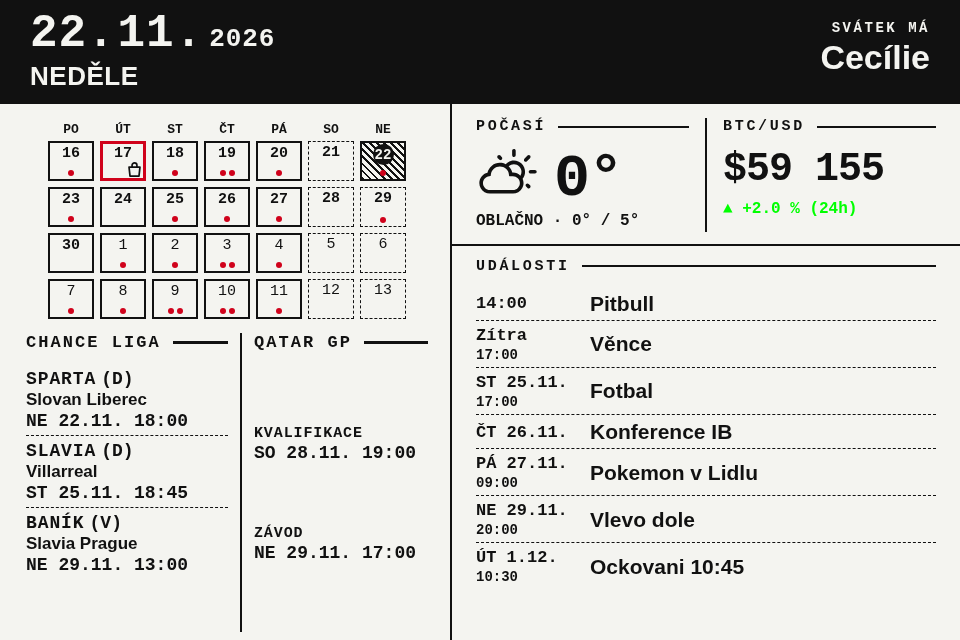 22.11. 2026
NEDĚLE
SVÁTEK MÁ
Cecílie
PO ÚT ST ČT PÁ SO NE
16 17 18 19 20 21 22
23 24 25 26 27 28 29
30 1 2 3 4 5 6
7 8 9 10 11 12 13
CHANCE LIGA
SPARTA (D)
Slovan Liberec
NE 22.11. 18:00
SLAVIA (D)
Villarreal
ST 25.11. 18:45
BANÍK (V)
Slavia Prague
NE 29.11. 13:00
QATAR GP
KVALIFIKACE
SO 28.11. 19:00
ZÁVOD
NE 29.11. 17:00
POČASÍ
0°
OBLAČNO · 0° / 5°
BTC/USD
$59 155
▲ +2.0 % (24h)
UDÁLOSTI
14:00 Pitbull
Zítra
17:00
Věnce
ST 25.11.
17:00
Fotbal
ČT 26.11. Konference IB
PÁ 27.11.
09:00
Pokemon v Lidlu
NE 29.11.
20:00
Vlevo dole
ÚT 1.12.
10:30
Ockovani 10:45